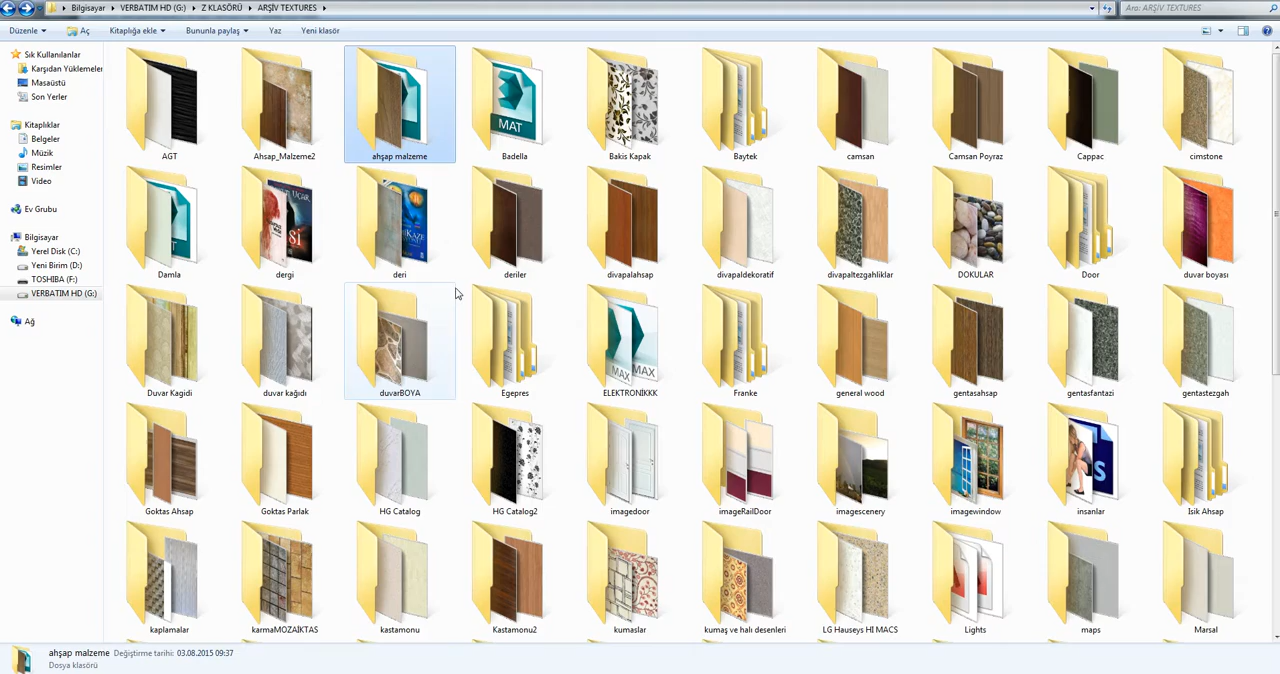 Bilgisayar ▸ VERBATIM HD (G:) ▸ Z KLASÖRÜ ▸ ARŞİV TEXTURES ▸
Ara: ARŞİV TEXTURES
Düzenle Aç Kitaplığa ekle Bununla paylaş Yaz Yeni klasör
Sık Kullanılanlar
Karşıdan Yüklemeler
Masaüstü
Son Yerler
Kitaplıklar
Belgeler
Müzik
Resimler
Video
Ev Grubu
Bilgisayar
Yerel Disk (C:)
Yeni Birim (D:)
TOSHIBA (F:)
VERBATIM HD (G:)
Ağ
MAT
AGT Ahsap_Malzeme2 ahşap malzeme Badella Bakis Kapak Baytek camsan Camsan Poyraz Cappac cimstone
Damla dergi deri deriler divapalahsap divapaldekoratif divapaltezgahliklar DOKULAR Door duvar boyası
MAX MAX
Duvar Kagidi duvar kağıdı duvarBOYA Egepres ELEKTRONİKKK Franke general wood gentasahsap gentasfantazi gentastezgah
Goktas Ahsap Goktas Parlak HG Catalog HG Catalog2 imagedoor imageRailDoor imagescenery imagewindow insanlar Isik Ahsap
kaplamalar karmaMOZAİKTAS kastamonu Kastamonu2 kumaslar kumaş ve halı desenleri LG Hauseys HI MACS Lights maps Marsal
ahşap malzeme Değiştirme tarihi: 03.08.2015 09:37
Dosya klasörü